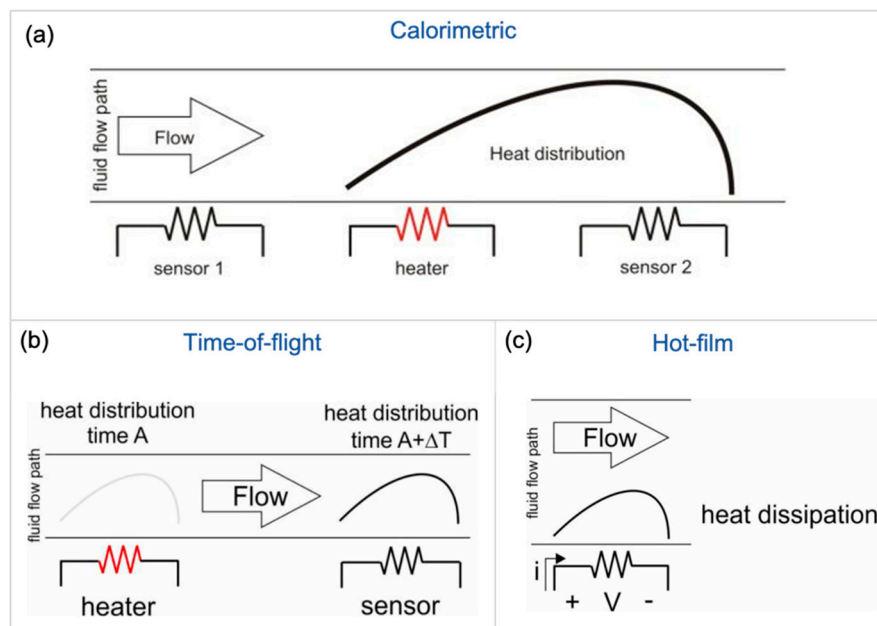 (a)
Calorimetric
fluid flow path
Flow
Heat distribution
sensor 1
heater
sensor 2
(b)
Time-of-flight
heat distribution
time A
heat distribution
time A+ΔT
fluid flow path
Flow
heater
sensor
(c)
Hot-film
fluid flow path
Flow
heat dissipation
i
+ V -